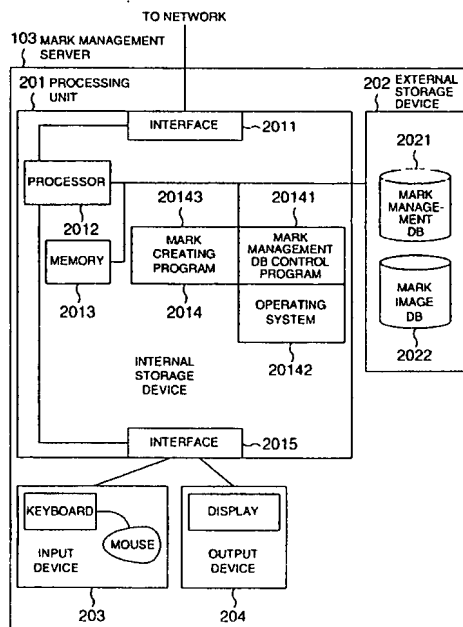 TO NETWORK
103 MARK MANAGEMENT
SERVER
201 PROCESSING
UNIT
202 EXTERNAL
STORAGE
DEVICE
INTERFACE
2011
2021
PROCESSOR
2012
20143
20141
MARK
MANAGE-
MENT
DB
MEMORY
2013
MARK
CREATING
PROGRAM
MARK
MANAGEMENT
DB CONTROL
PROGRAM
2014
OPERATING
SYSTEM
MARK
IMAGE
DB
20142
2022
INTERNAL
STORAGE
DEVICE
INTERFACE
2015
KEYBOARD
MOUSE
INPUT
DEVICE
DISPLAY
OUTPUT
DEVICE
203
204